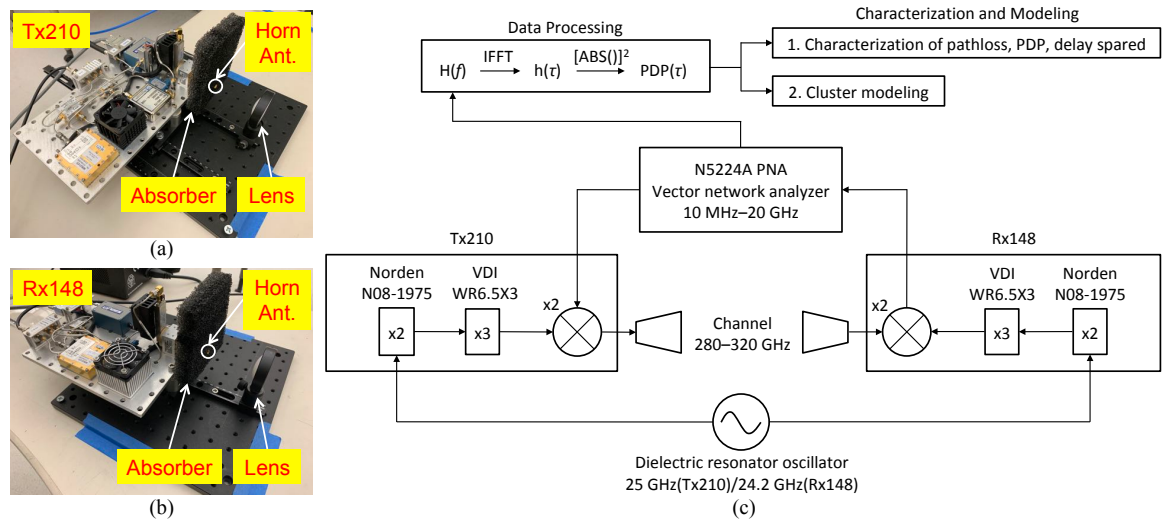 Tx210
Horn
Ant.
Absorber
Lens
(a)
Rx148
Horn
Ant.
Absorber
Lens
(b)
Data Processing
H(f)
IFFT
h(τ)
[ABS()]²
PDP(τ)
Characterization and Modeling
1. Characterization of pathloss, PDP, delay spared
2. Cluster modeling
N5224A PNA
Vector network analyzer
10 MHz–20 GHz
Tx210
Norden
N08-1975
VDI
WR6.5X3
x2
x3
x2
Channel
280–320 GHz
Rx148
x2
VDI
WR6.5X3
Norden
N08-1975
x3
x2
Dielectric resonator oscillator
25 GHz(Tx210)/24.2 GHz(Rx148)
(c)